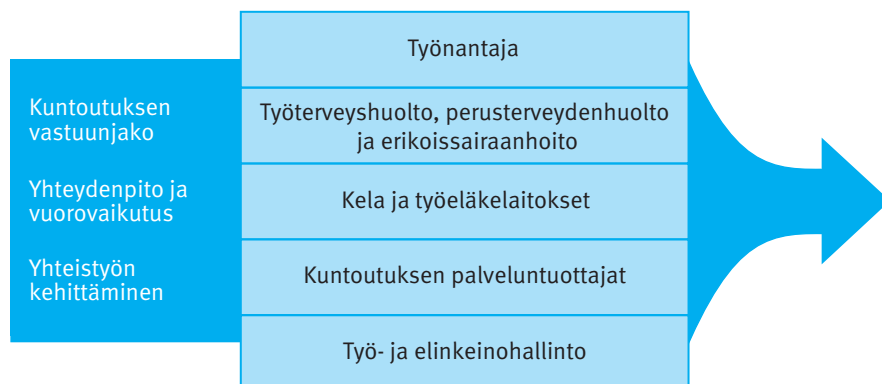 Kuntoutuksen
vastuunjako
Yhteydenpito ja
vuorovaikutus
Yhteistyön
kehittäminen
Työnantaja
Työterveyshuolto, perusterveydenhuolto
ja erikoissairaanhoito
Kela ja työeläkelaitokset
Kuntoutuksen palveluntuottajat
Työ- ja elinkeinohallinto